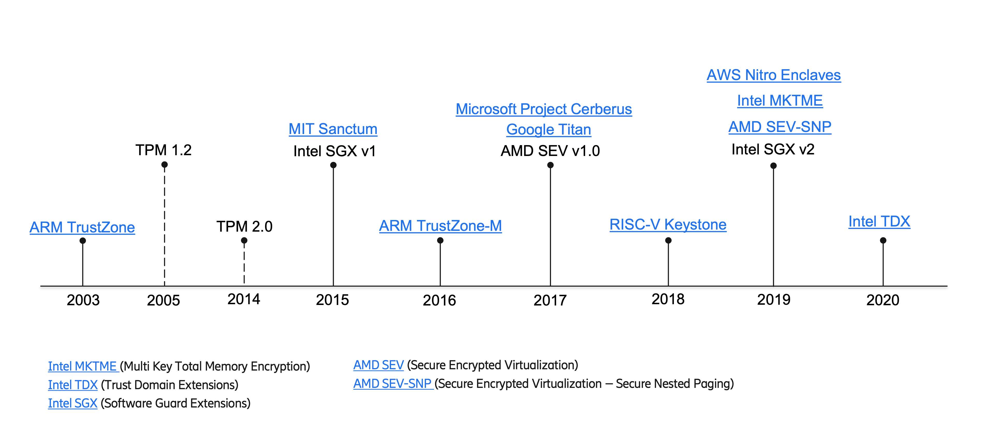 AWS Nitro Enclaves
Intel MKTME
AMD SEV-SNP
Intel SGX v2
Microsoft Project Cerberus
Google Titan
AMD SEV v1.0
MIT Sanctum
Intel SGX v1
TPM 1.2
ARM TrustZone
TPM 2.0
ARM TrustZone-M
RISC-V Keystone
Intel TDX
2003
2005
2014
2015
2016
2017
2018
2019
2020
Intel MKTME (Multi Key Total Memory Encryption)
Intel TDX (Trust Domain Extensions)
Intel SGX (Software Guard Extensions)
AMD SEV (Secure Encrypted Virtualization)
AMD SEV-SNP (Secure Encrypted Virtualization – Secure Nested Paging)